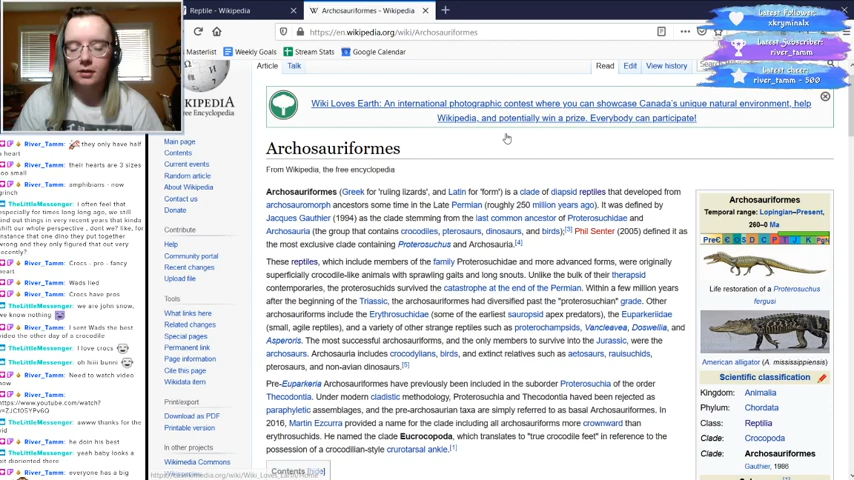 Reptile - Wikipedia
Archosauriformes - Wikipedia
https://en.wikipedia.org/wiki/Archosauriformes
Masterlist
Weekly Goals
Stream Stats
Google Calendar
Latest Follower:
xkryminalx
Latest Subscriber:
river_tamm
Latest Cheer:
river_tamm - 500
WIKIPEDIA
Free Encyclopedia
Main page
Contents
Current events
Random article
About Wikipedia
Contact us
Donate
Contribute
Help
Community portal
Recent changes
Upload file
Tools
What links here
Related changes
Special pages
Permanent link
Page information
Cite this page
Wikidata item
Print/export
Download as PDF
Printable version
In other projects
Wikimedia Commons
Article
Talk
Read
Edit
View history
Wiki Loves Earth: An international photographic contest where you can showcase Canada's unique natural environment, help
Wikipedia, and potentially win a prize. Everybody can participate!
Archosauriformes
From Wikipedia, the free encyclopedia
Archosauriformes (Greek for 'ruling lizards', and Latin for 'form') is a clade of diapsid reptiles that developed from
archosauromorph ancestors some time in the Late Permian (roughly 250 million years ago). It was defined by
Jacques Gauthier (1994) as the clade stemming from the last common ancestor of Proterosuchidae and
Archosauria (the group that contains crocodiles, pterosaurs, dinosaurs, and birds);[3] Phil Senter (2005) defined it as
the most exclusive clade containing Proterosuchus and Archosauria.[4]
These reptiles, which include members of the family Proterosuchidae and more advanced forms, were originally
superficially crocodile-like animals with sprawling gaits and long snouts. Unlike the bulk of their therapsid
contemporaries, the proterosuchids survived the catastrophe at the end of the Permian. Within a few million years
after the beginning of the Triassic, the archosauriformes had diversified past the "proterosuchian" grade. Other
archosauriforms include the Erythrosuchidae (some of the earliest sauropsid apex predators), the Euparkeriidae
(small, agile reptiles), and a variety of other strange reptiles such as proterochampsids, Vancleavea, Doswellia, and
Asperoris. The most successful archosauriforms, and the only members to survive into the Jurassic, were the
archosaurs. Archosauria includes crocodylians, birds, and extinct relatives such as aetosaurs, rauisuchids,
pterosaurs, and non-avian dinosaurs.[5]
Pre-Euparkeria Archosauriformes have previously been included in the suborder Proterosuchia of the order
Thecodontia. Under modern cladistic methodology, Proterosuchia and Thecodontia have been rejected as
paraphyletic assemblages, and the pre-archosaurian taxa are simply referred to as basal Archosauriformes. In
2016, Martin Ezcurra provided a name for the clade including all archosauriforms more crownward than
erythrosuchids. He named the clade Eucrocopoda, which translates to "true crocodile feet" in reference to the
possession of a crocodilian-style crurotarsal ankle.[1]
Contents [hide]
Archosauriformes
Temporal range: Lopingian–Present,
260–0 Ma
Life restoration of a Proterosuchus
fergusi
American alligator (A. mississippiensis)
Scientific classification
Kingdom: Animalia
Phylum: Chordata
Class: Reptilia
Clade: Crocopoda
Clade: Archosauriformes
Gauthier, 1986
River_Tamm: they only have half
a heart
River_Tamm:
their hearts are 3 sizes
too small
River_Tamm:
amphibians - now
grinch
TheLittleMessenger: I often feel that
River_Tamm:
Crocs - pro - fancy
heart
River_Tamm:
Wads lied
River_Tamm:
Crocs have pros
TheLittleMessenger:
we are john snow,
we know nothing
River_Tamm: I sent Wads the best
TheLittleMessenger:
I love crocs
TheLittleMessenger:
oh hiii bunni
River_Tamm: Need to watch video
River_Tamm:
https://www.youtube.com/watch?
TheLittleMessenger:
awww thanks for the
River_Tamm:
he doin his best
River_Tamm:
yeah baby looks a
River_Tamm: everyone has a big